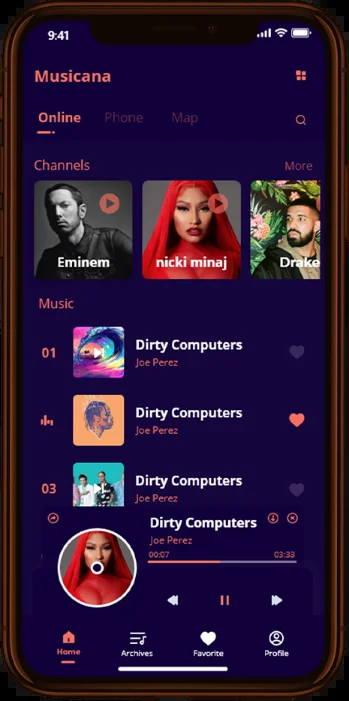 9:41
Musicana
Online Phone Map
Channels More
Eminem nicki minaj Drake
Music
01 Dirty Computers
Joe Perez
Dirty Computers
Joe Perez
03 Dirty Computers
Joe Perez
Dirty Computers
Joe Perez
00:07 03:33
Home Archives Favorite Profile